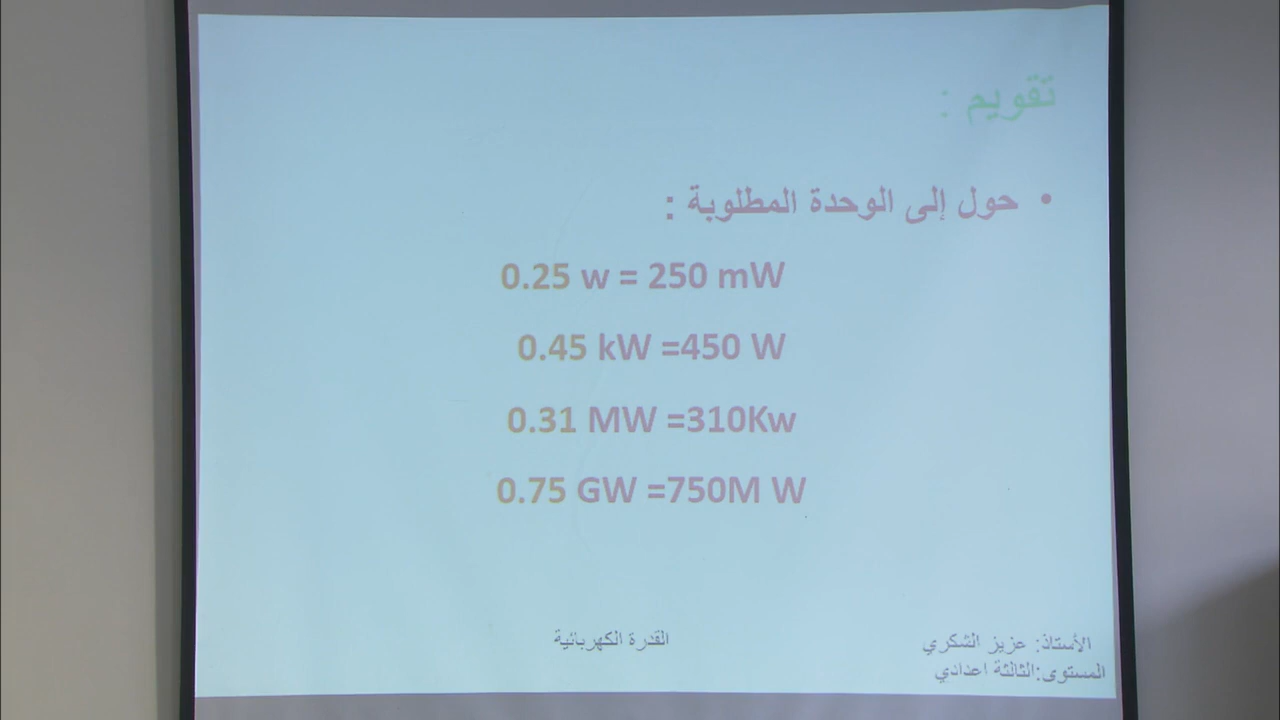 تقويم :
• حول إلى الوحدة المطلوبة :
0.25 w = 250 mW
0.45 kW =450 W
0.31 MW =310Kw
0.75 GW =750M W
القدرة الكهربائية
الأستاذ: عزيز الشكري
المستوى:الثالثة اعدادي